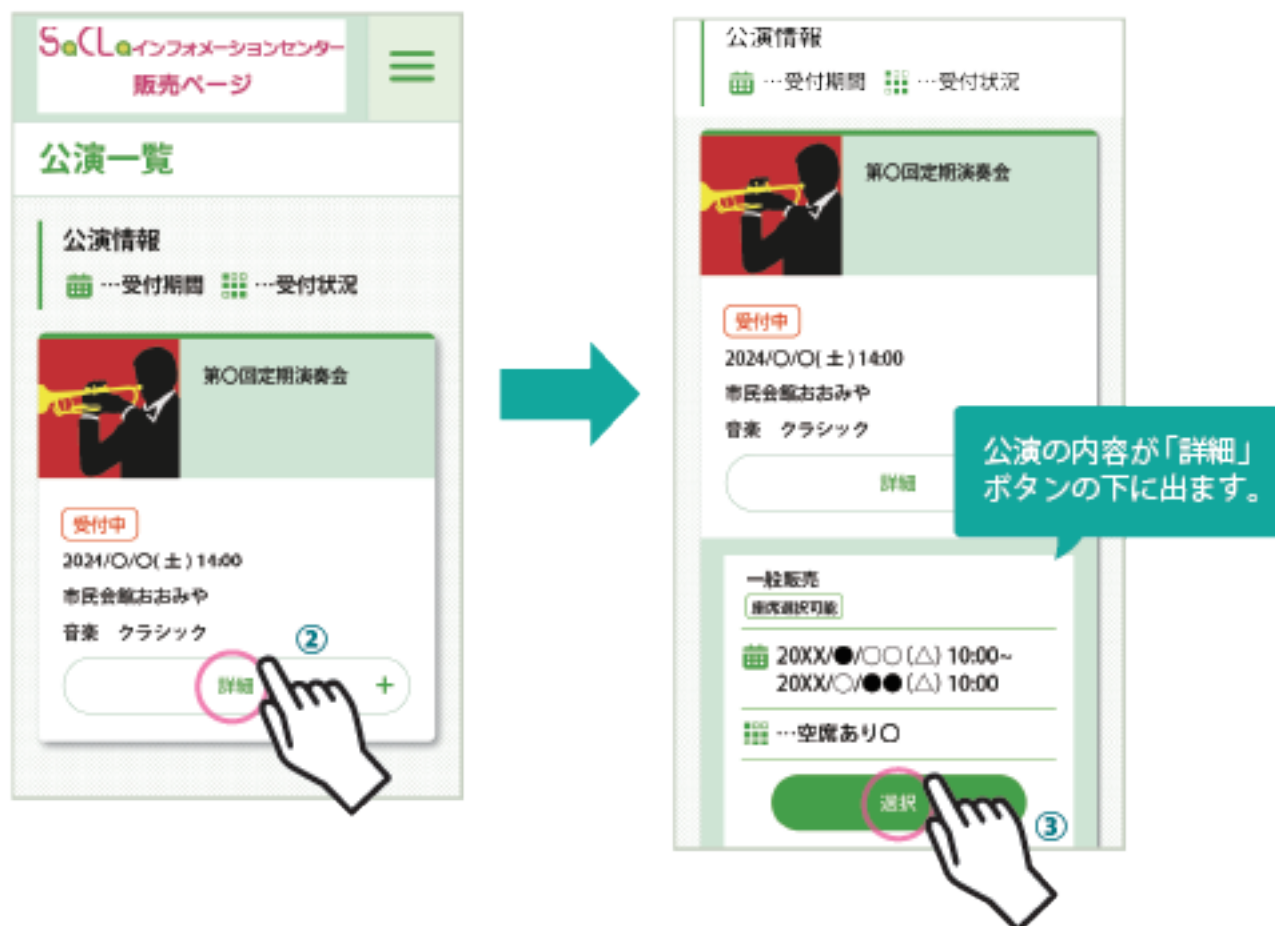 SaCLaインフォメーションセンター
販売ページ
公演一覧
公演情報
…受付期間 …受付状況
第〇回定期演奏会
受付中
2024/〇/〇(土)14:00
市民会館おおみや
音楽 クラシック
②
詳細 +
公演情報
…受付期間 …受付状況
第〇回定期演奏会
受付中
2024/〇/〇(土)14:00
市民会館おおみや
音楽 クラシック
詳細
公演の内容が「詳細」
ボタンの下に出ます。
一般販売
座席選択可能
20XX/●/○○(△) 10:00~
20XX/○/●●(△) 10:00
…空席あり〇
選択
③